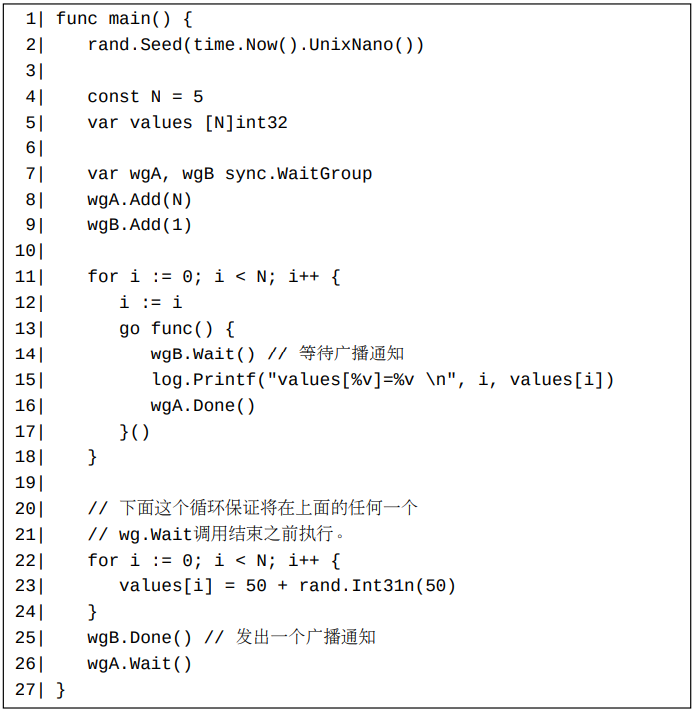 1| func main() {
 2|    rand.Seed(time.Now().UnixNano())
 3|
 4|    const N = 5
 5|    var values [N]int32
 6|
 7|    var wgA, wgB sync.WaitGroup
 8|    wgA.Add(N)
 9|    wgB.Add(1)
10|
11|    for i := 0; i < N; i++ {
12|       i := i
13|       go func() {
14|          wgB.Wait() // 等待广播通知
15|          log.Printf("values[%v]=%v \n", i, values[i])
16|          wgA.Done()
17|       }()
18|    }
19|
20|    // 下面这个循环保证将在上面的任何一个
21|    // wg.Wait调用结束之前执行。
22|    for i := 0; i < N; i++ {
23|       values[i] = 50 + rand.Int31n(50)
24|    }
25|    wgB.Done() // 发出一个广播通知
26|    wgA.Wait()
27| }